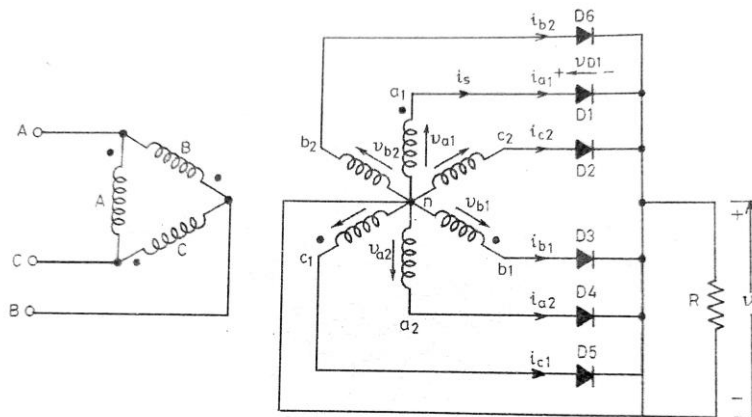 i_b2
D6
+ v_D1 -
a1
i_s
i_a1
D1
A
b2
v_b2
v_a1
c2
i_c2
D2
B
A
n
v_b1
+
C
C
c1
v_a2
b1
i_b1
D3
B
a2
i_a2
D4
R
v
i_c1
D5
-